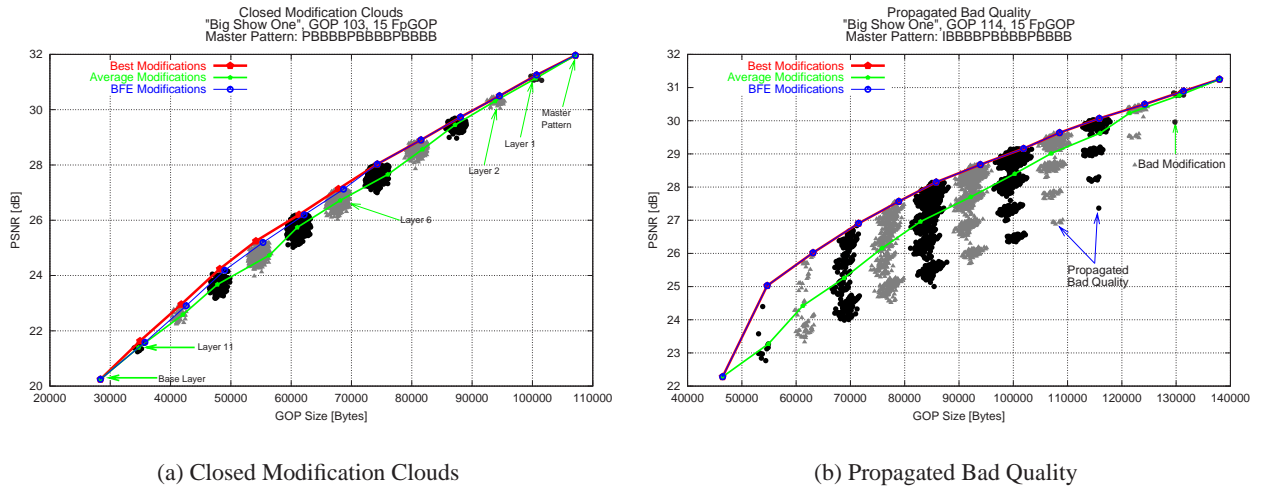 Closed Modification Clouds
"Big Show One", GOP 103, 15 FpGOP
Master Pattern: PBBBBPBBBBPBBBB
PSNR [dB]
32
30
28
26
24
22
20
Best Modifications
Average Modifications
BFE Modifications
Master
Pattern
Layer 1
Layer 2
Layer 6
Layer 11
Base Layer
20000 30000 40000 50000 60000 70000 80000 90000 100000 110000
GOP Size [Bytes]
(a) Closed Modification Clouds
Propagated Bad Quality
"Big Show One", GOP 114, 15 FpGOP
Master Pattern: IBBBBPBBBBPBBBB
PSNR [dB]
32
31
30
29
28
27
26
25
24
23
22
Best Modifications
Average Modifications
BFE Modifications
Bad Modification
Propagated
Bad Quality
40000 50000 60000 70000 80000 90000 100000 110000 120000 130000 140000
GOP Size [Bytes]
(b) Propagated Bad Quality